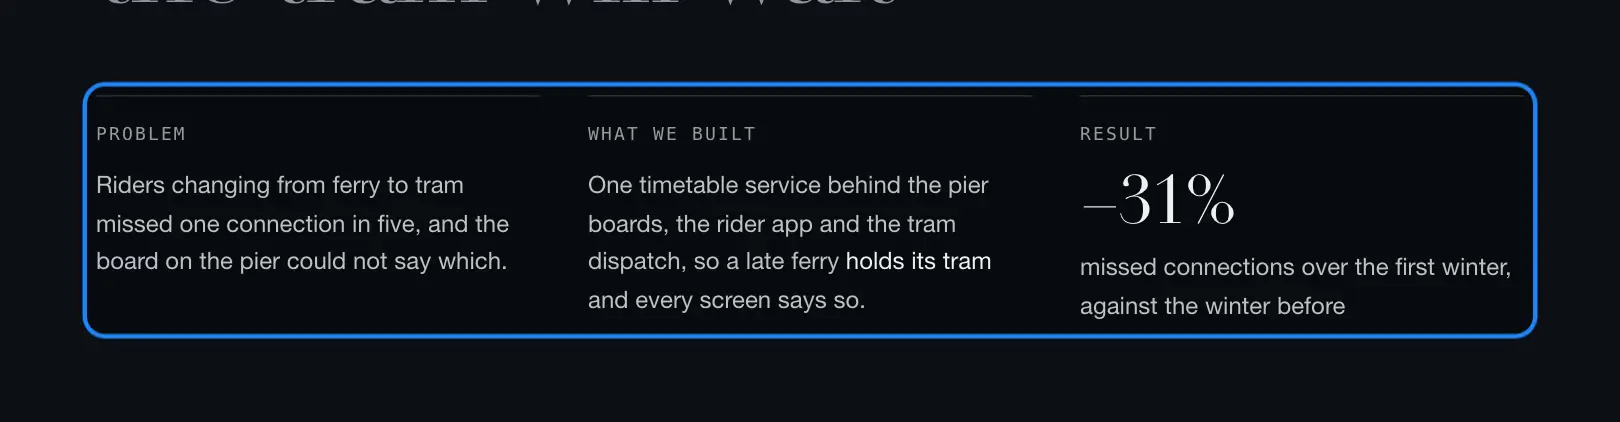 PROBLEM
Riders changing from ferry to tram
missed one connection in five, and the
board on the pier could not say which.
WHAT WE BUILT
One timetable service behind the pier
boards, the rider app and the tram
dispatch, so a late ferry holds its tram
and every screen says so.
RESULT
–31%
missed connections over the first winter,
against the winter before